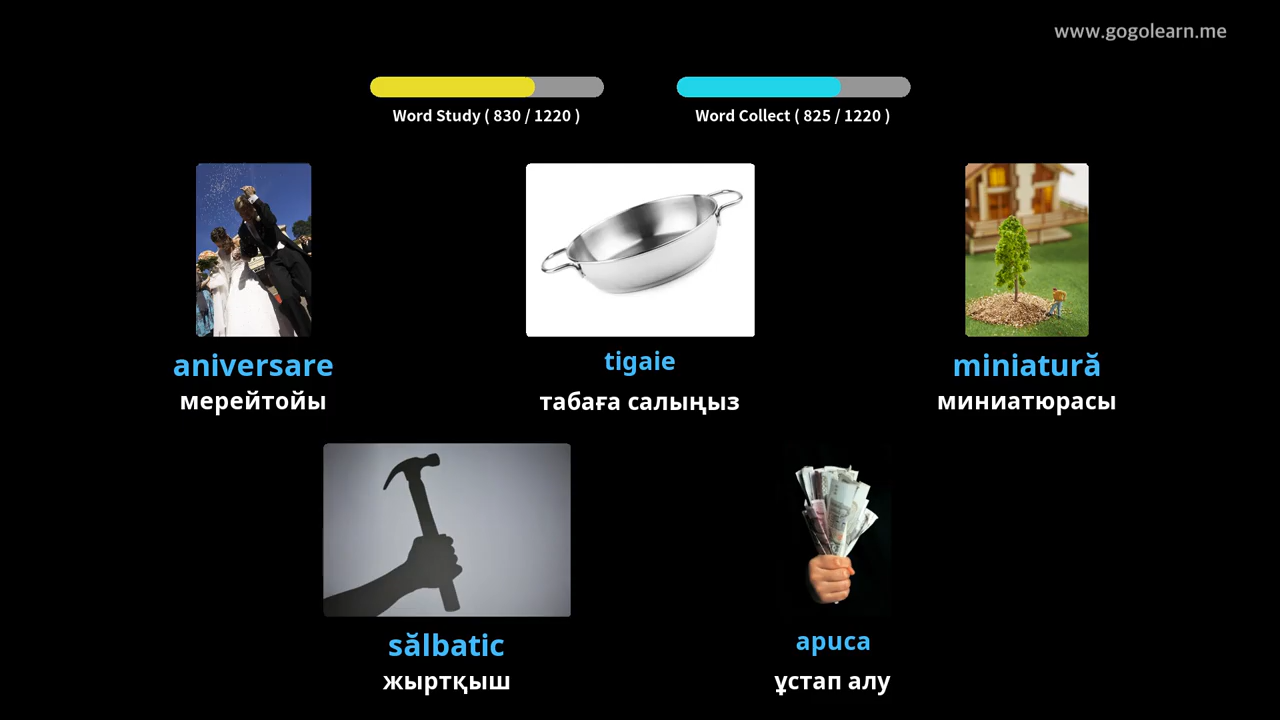 www.gogolearn.me
Word Study ( 830 / 1220 )
Word Collect ( 825 / 1220 )
aniversare
мерейтойы
tigaie
табаға салыңыз
miniatură
миниатюрасы
sălbatic
жыртқыш
apuca
ұстап алу